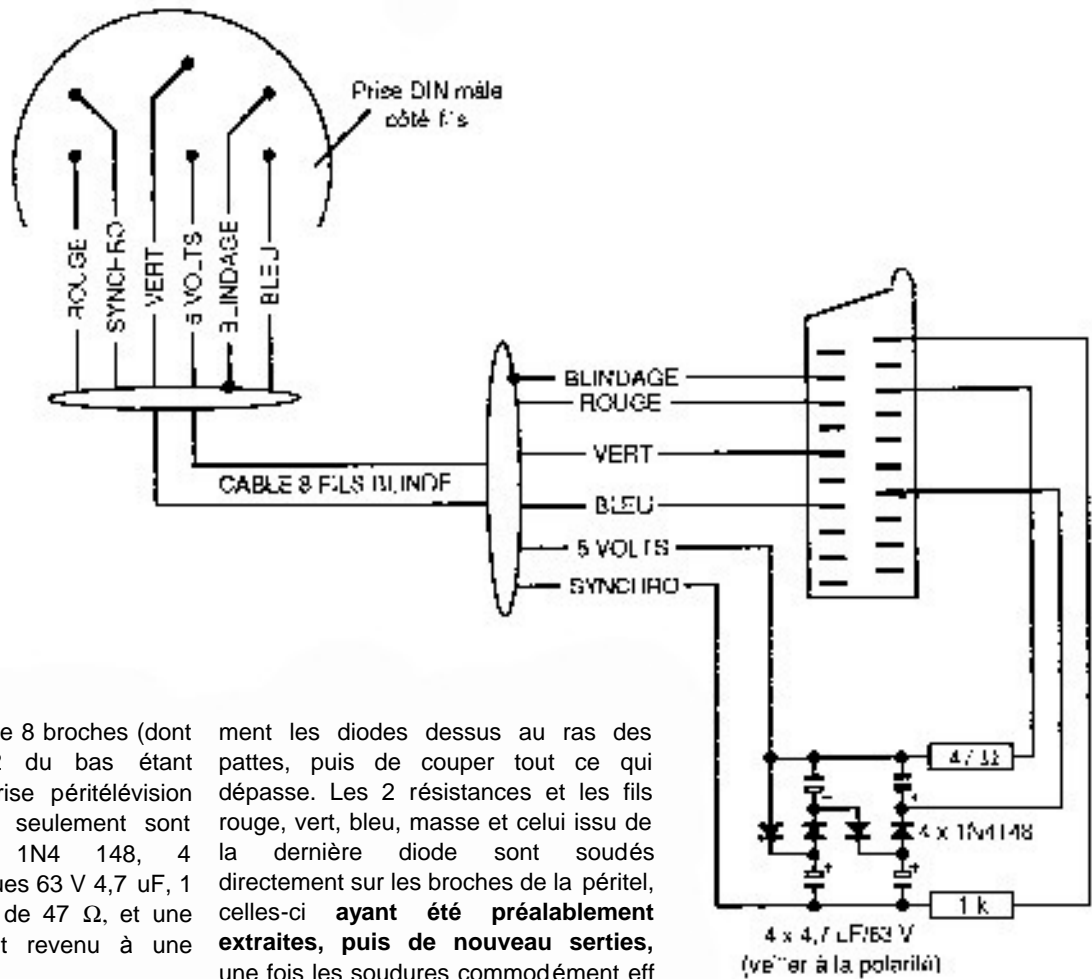 Prise DIN mâle
côté fils
ROUGE
SYNCHRO
VERT
5 VOLTS
BLINDAGE
BLEU
CABLE 8 FILS BLINDE
BLINDAGE
ROUGE
VERT
BLEU
5 VOLTS
SYNCHRO
47 Ω
4 x 1N4148
1 k
4 x 4,7 uF/63 V
(veiller à la polarité)
e 8 broches (dont
du bas étant
rise péritélévision
seulement sont
1N4 148, 4
ues 63 V 4,7 uF, 1
de 47 Ω, et une
t revenu à une
ment les diodes dessus au ras des
pattes, puis de couper tout ce qui
dépasse. Les 2 résistances et les fils
rouge, vert, bleu, masse et celui issu de
la dernière diode sont soudés
directement sur les broches de la péritel,
celles-ci ayant été préalablement
extraites, puis de nouveau serties,
une fois les soudures commodément eff